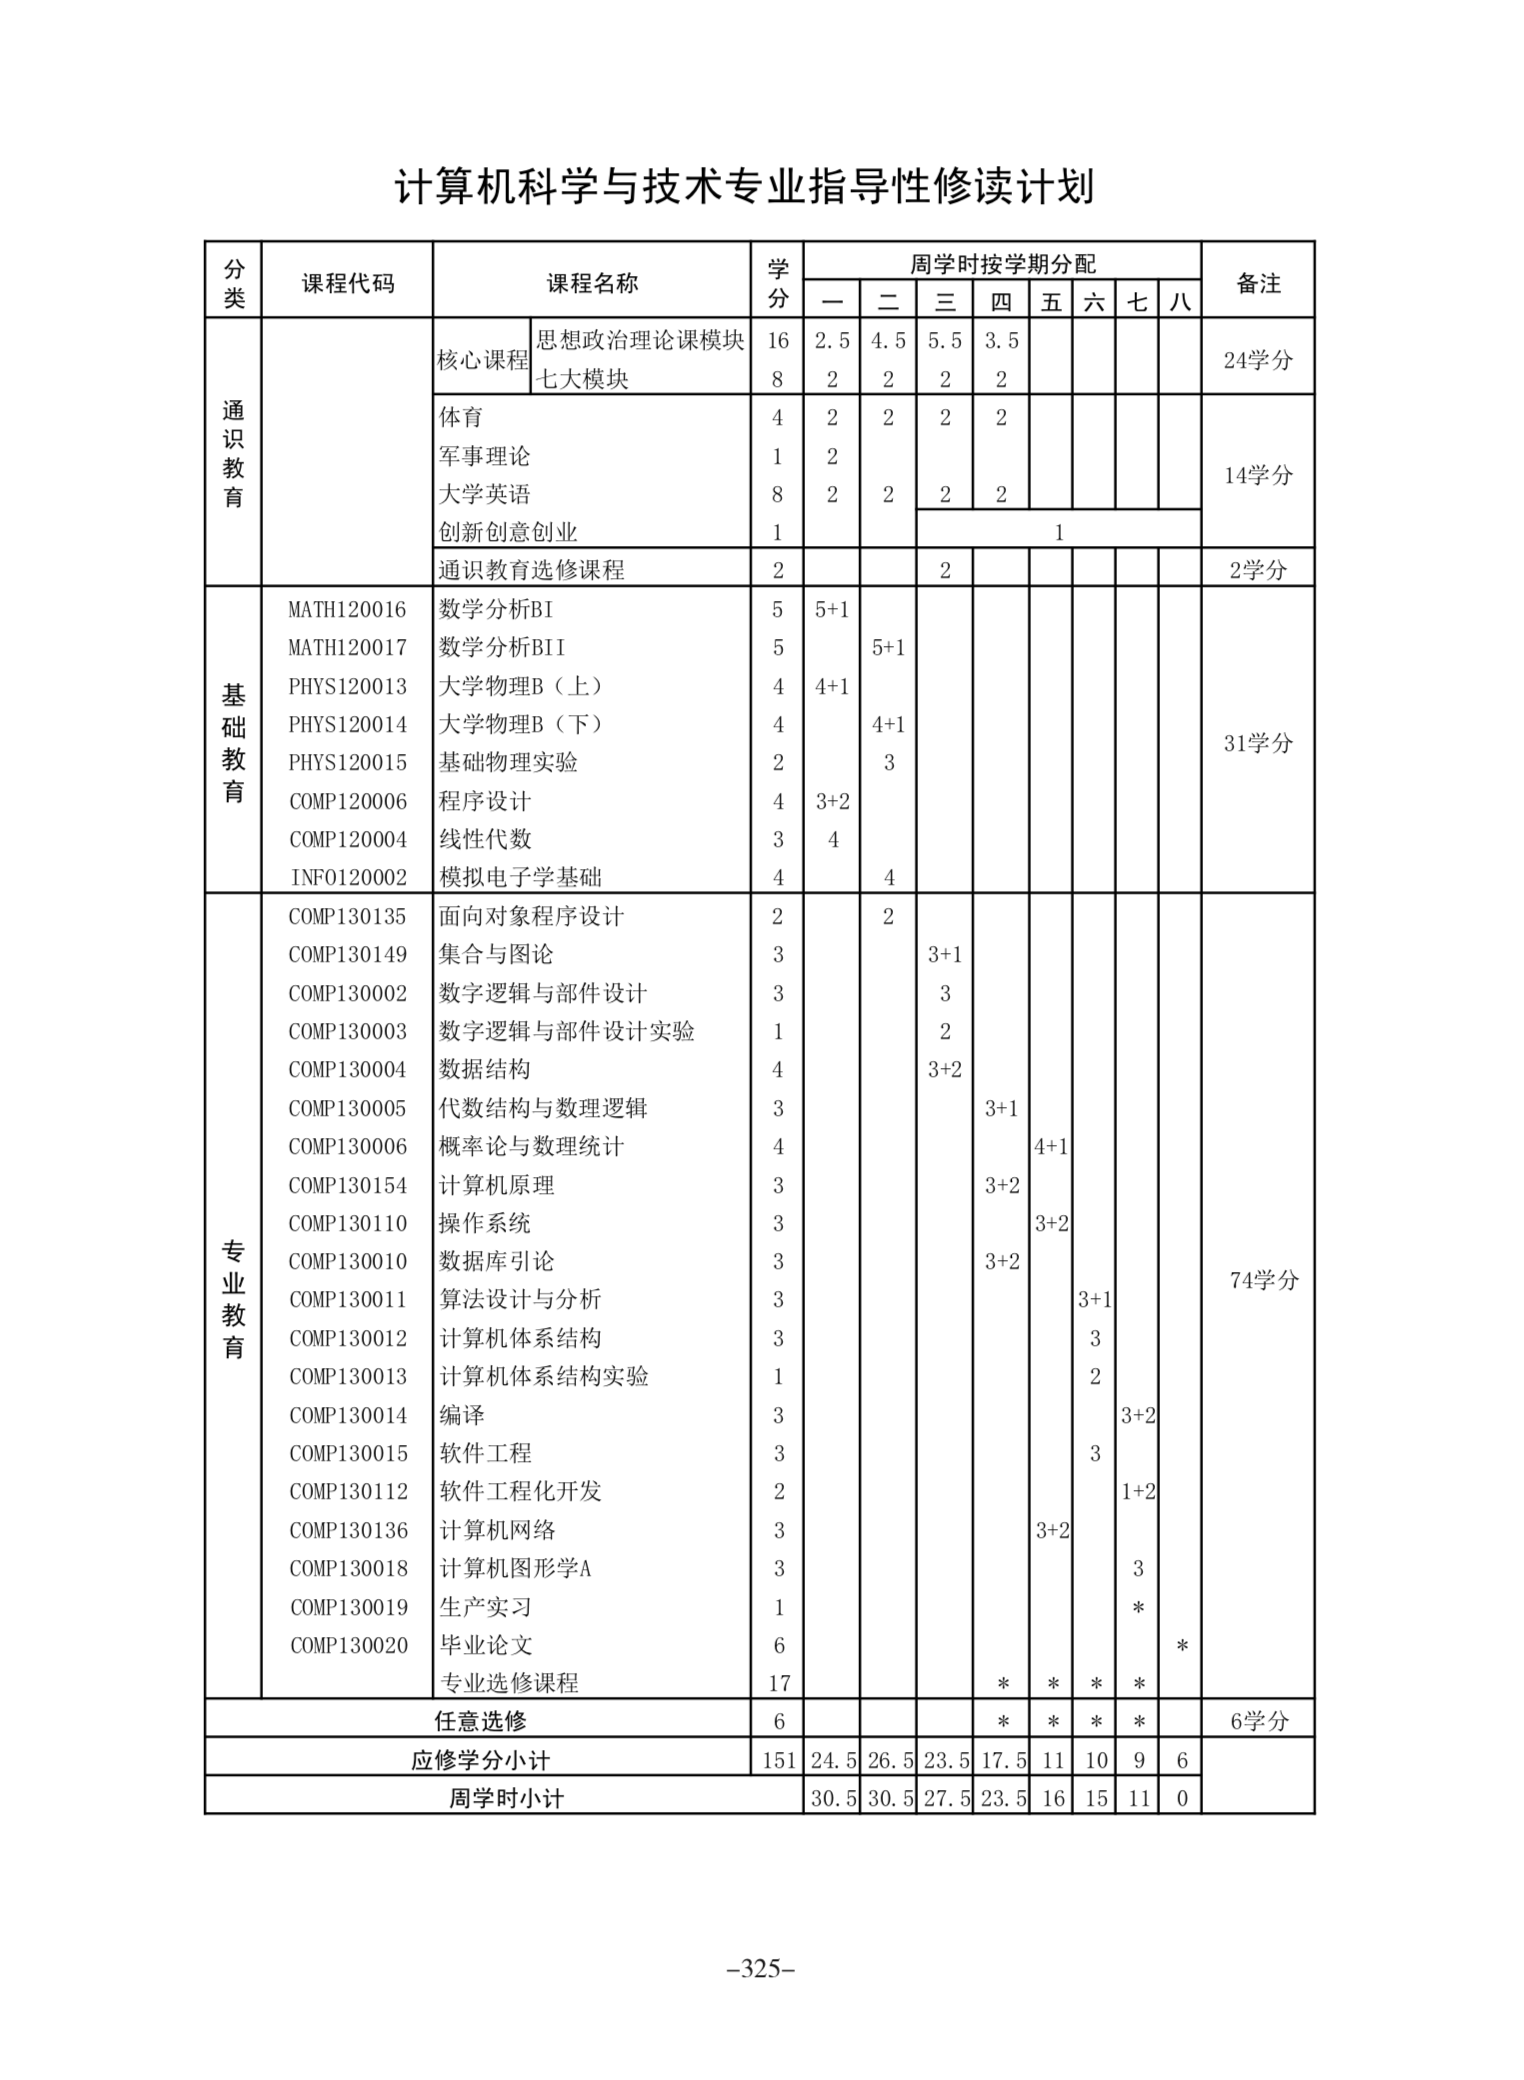 计算机科学与技术专业指导性修读计划
分类 课程代码 课程名称 学分 周学时按学期分配 备注
一 二 三 四 五 六 七 八
通识教育
核心课程 思想政治理论课模块 16 2.5 4.5 5.5 3.5 24学分
七大模块 8 2 2 2 2
体育 4 2 2 2 2 14学分
军事理论 1 2
大学英语 8 2 2 2 2
创新创意创业 1 1
通识教育选修课程 2 2 2学分
基础教育 31学分
MATH120016 数学分析BI 5 5+1
MATH120017 数学分析BII 5 5+1
PHYS120013 大学物理B（上） 4 4+1
PHYS120014 大学物理B（下） 4 4+1
PHYS120015 基础物理实验 2 3
COMP120006 程序设计 4 3+2
COMP120004 线性代数 3 4
INFO120002 模拟电子学基础 4 4
专业教育 74学分
COMP130135 面向对象程序设计 2 2
COMP130149 集合与图论 3 3+1
COMP130002 数字逻辑与部件设计 3 3
COMP130003 数字逻辑与部件设计实验 1 2
COMP130004 数据结构 4 3+2
COMP130005 代数结构与数理逻辑 3 3+1
COMP130006 概率论与数理统计 4 4+1
COMP130154 计算机原理 3 3+2
COMP130110 操作系统 3 3+2
COMP130010 数据库引论 3 3+2
COMP130011 算法设计与分析 3 3+1
COMP130012 计算机体系结构 3 3
COMP130013 计算机体系结构实验 1 2
COMP130014 编译 3 3+2
COMP130015 软件工程 3 3
COMP130112 软件工程化开发 2 1+2
COMP130136 计算机网络 3 3+2
COMP130018 计算机图形学A 3 3
COMP130019 生产实习 1 *
COMP130020 毕业论文 6 *
专业选修课程 17 * * * *
任意选修 6 * * * * 6学分
应修学分小计 151 24.5 26.5 23.5 17.5 11 10 9 6
周学时小计 30.5 30.5 27.5 23.5 16 15 11 0
–325–